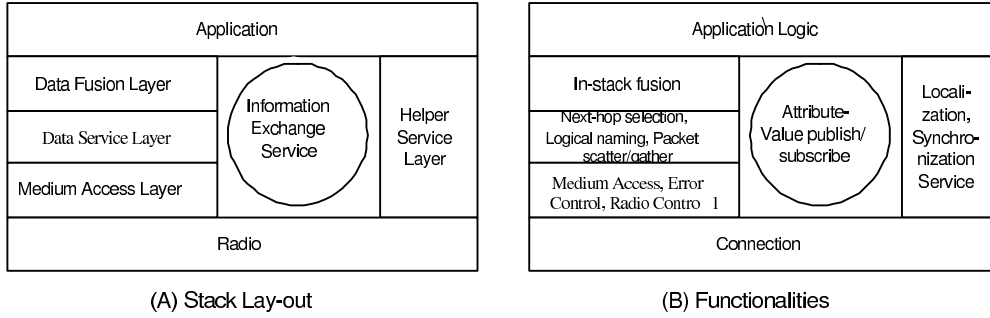 Application
Data Fusion Layer
Data Service Layer
Medium Access Layer
Information
Exchange
Service
Helper
Service
Layer
Radio
(A) Stack Lay-out
Application Logic
In-stack fusion
Next-hop selection,
Logical naming, Packet
scatter/gather
Medium Access, Error
Control, Radio Contro l
Attribute-
Value publish/
subscribe
Locali-
zation,
Synchro-
nization
Service
Connection
(B) Functionalities